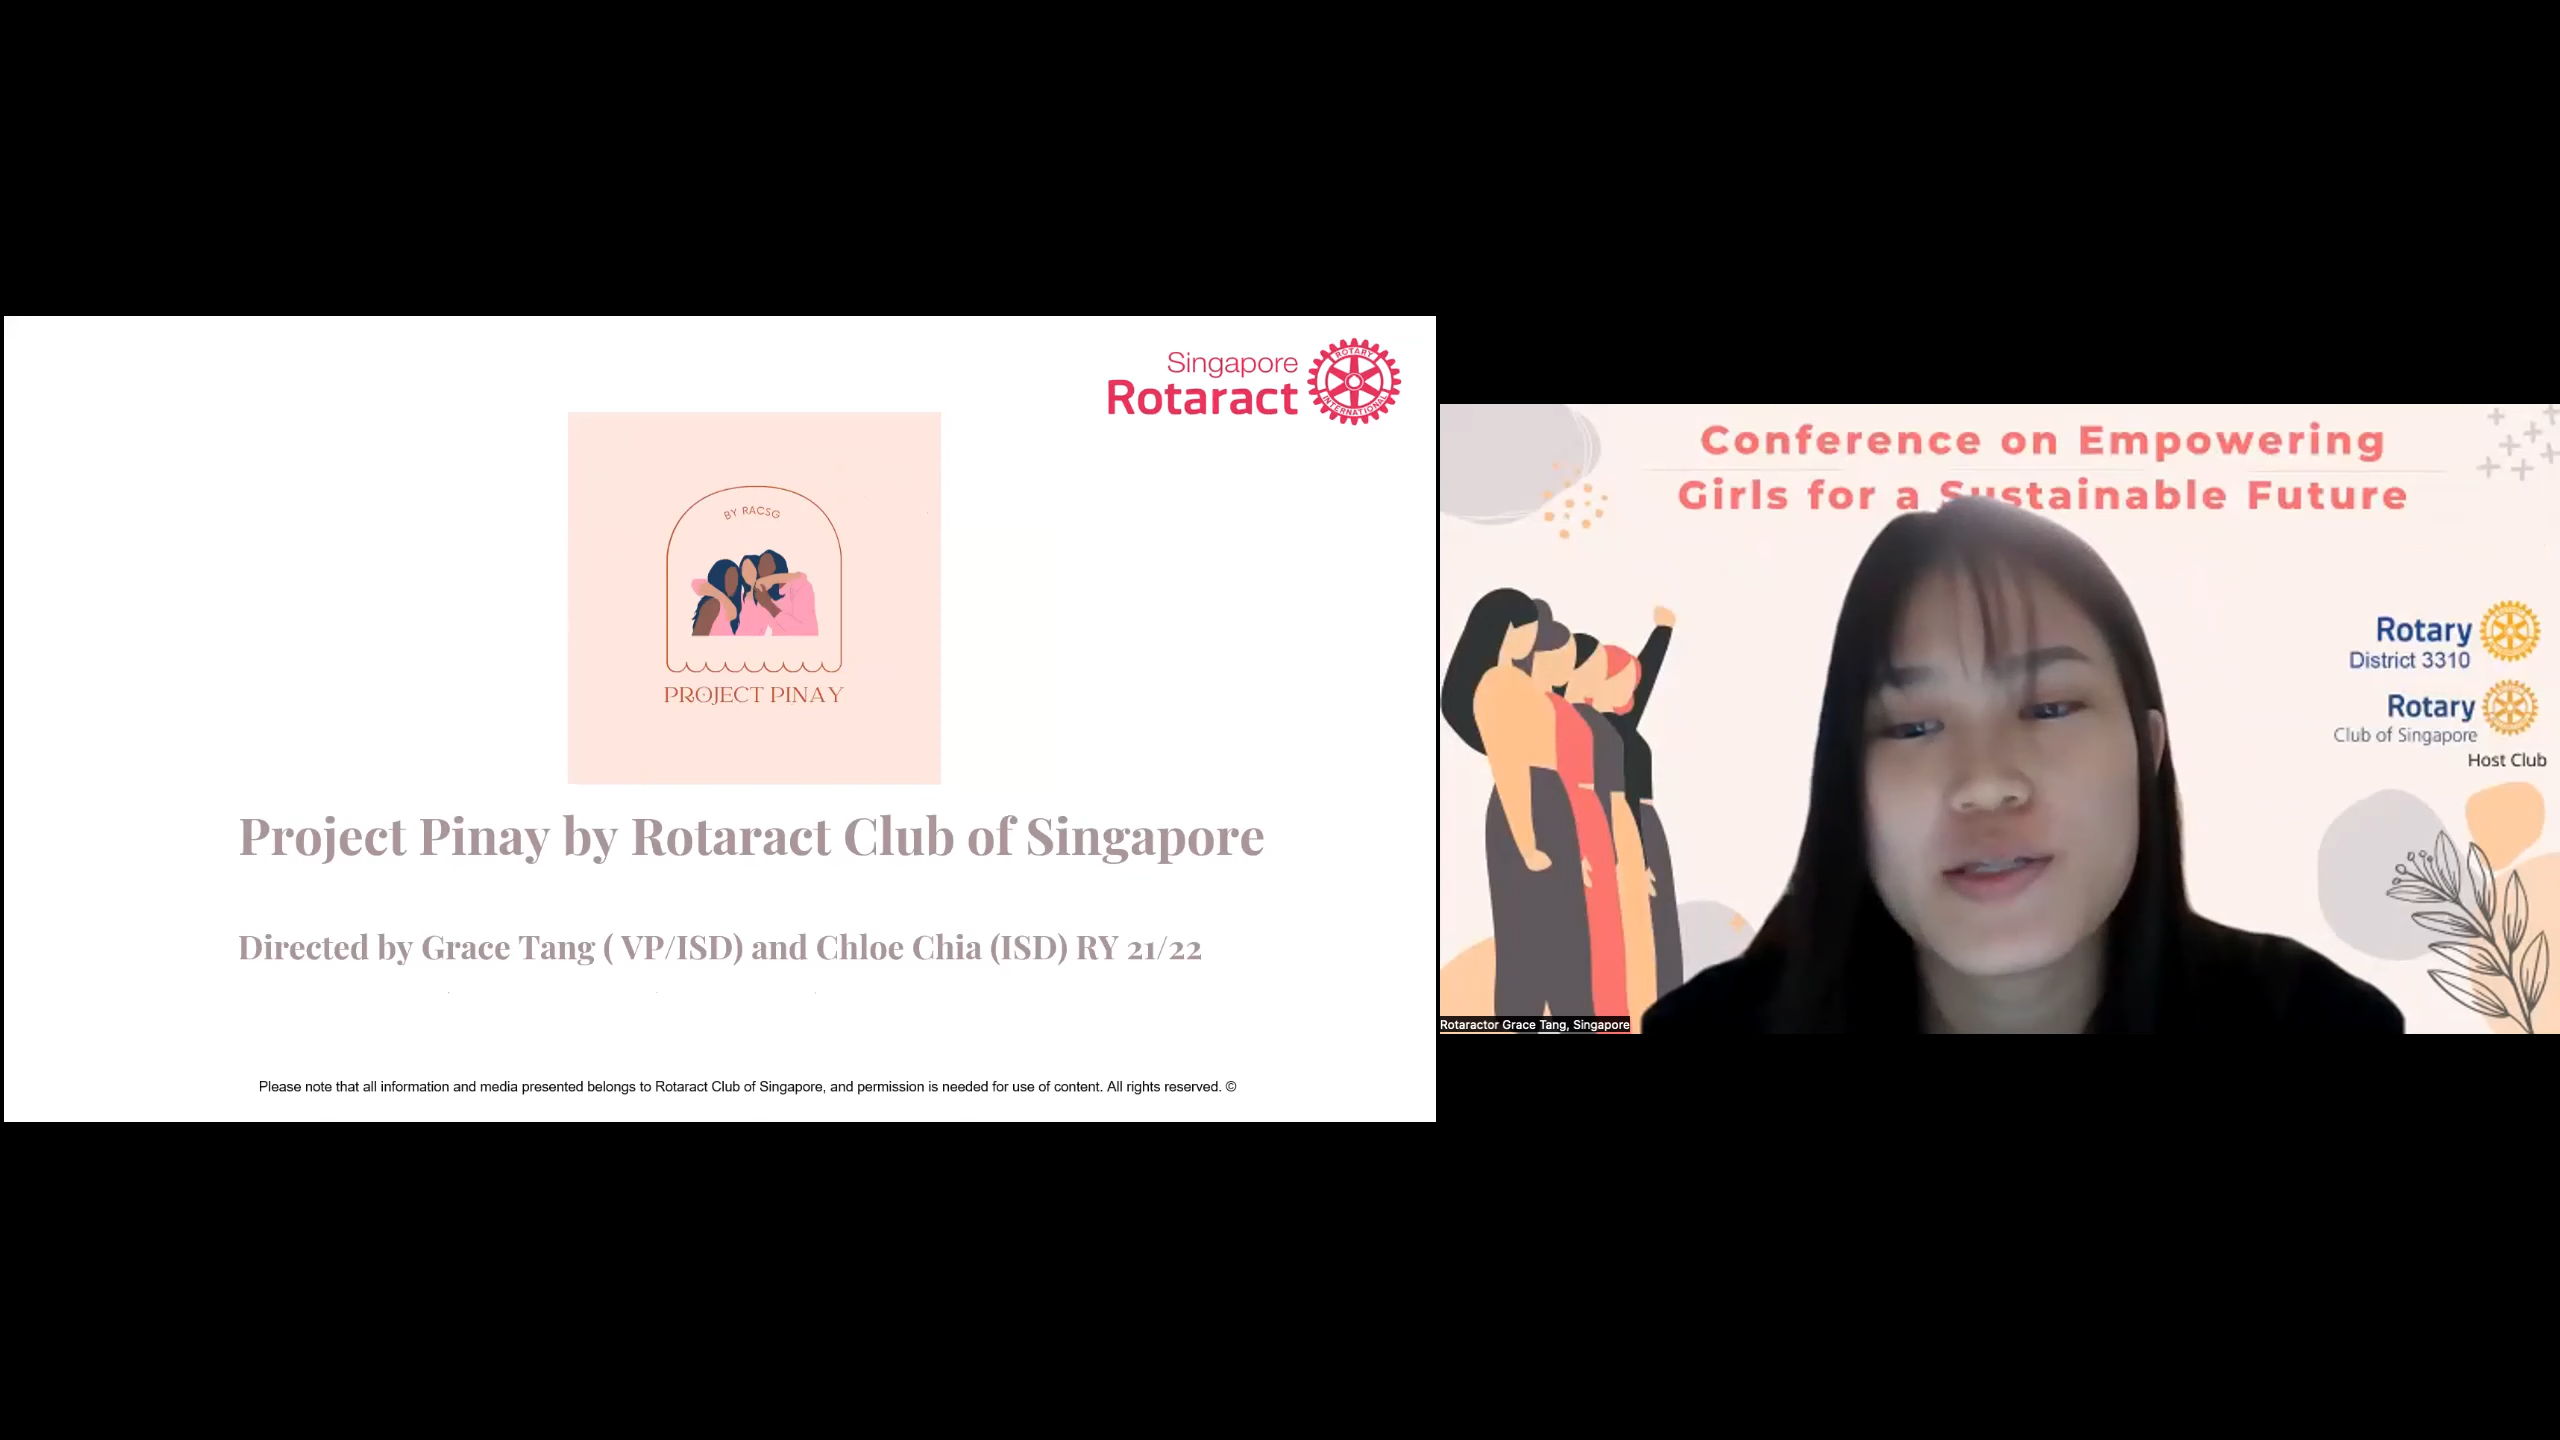 Singapore
Rotaract
ROTARY
INTERNATIONAL
BY RACSG
PROJECT PINAY
Project Pinay by Rotaract Club of Singapore
Directed by Grace Tang ( VP/ISD) and Chloe Chia (ISD) RY 21/22
Please note that all information and media presented belongs to Rotaract Club of Singapore, and permission is needed for use of content. All rights reserved. ©
Conference on Empowering
Girls for a Sustainable Future
Rotary
District 3310
Rotary
Club of Singapore
Host Club
Rotaractor Grace Tang, Singapore